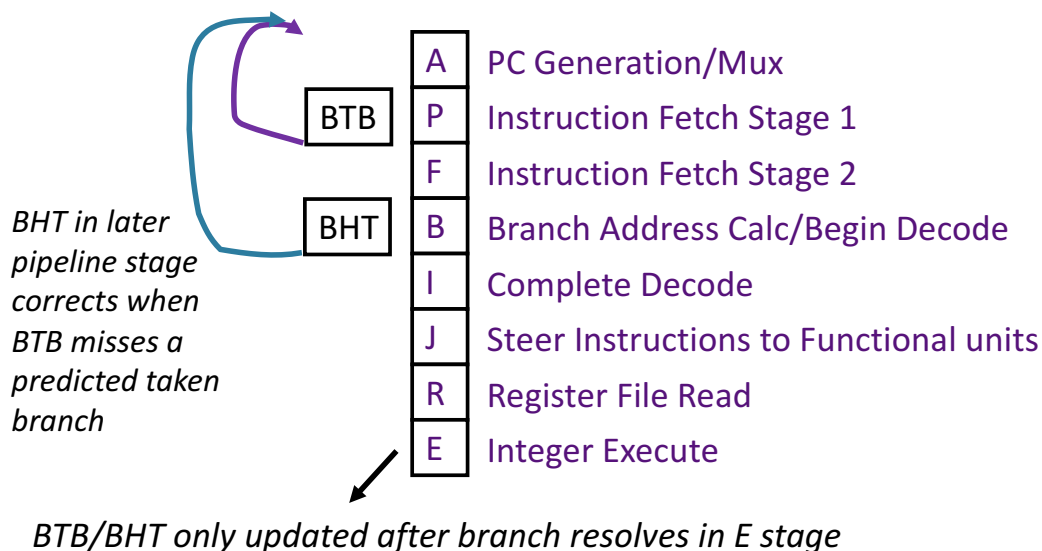 A PC Generation/Mux
BTB P Instruction Fetch Stage 1
F Instruction Fetch Stage 2
BHT B Branch Address Calc/Begin Decode
I Complete Decode
J Steer Instructions to Functional units
R Register File Read
E Integer Execute
BHT in later
pipeline stage
corrects when
BTB misses a
predicted taken
branch
BTB/BHT only updated after branch resolves in E stage